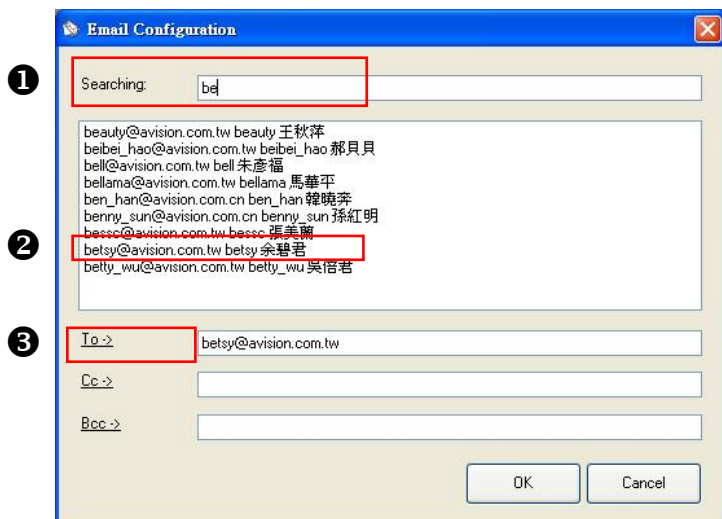 Email Configuration
❶
Searching: be
beauty@avision.com.tw beauty 王秋萍
beibei_hao@avision.com.tw beibei_hao 郝貝貝
bell@avision.com.tw bell 朱彥福
bellama@avision.com.tw bellama 馬華平
ben_han@avision.com.cn ben_han 韓曉奔
benny_sun@avision.com.cn benny_sun 孫紅明
bessc@avision.com.tw bessc 張美蘭
❷
betsy@avision.com.tw betsy 余碧君
betty_wu@avision.com.tw betty_wu 吳倍君
❸
To -> betsy@avision.com.tw
Cc ->
Bcc ->
OK Cancel